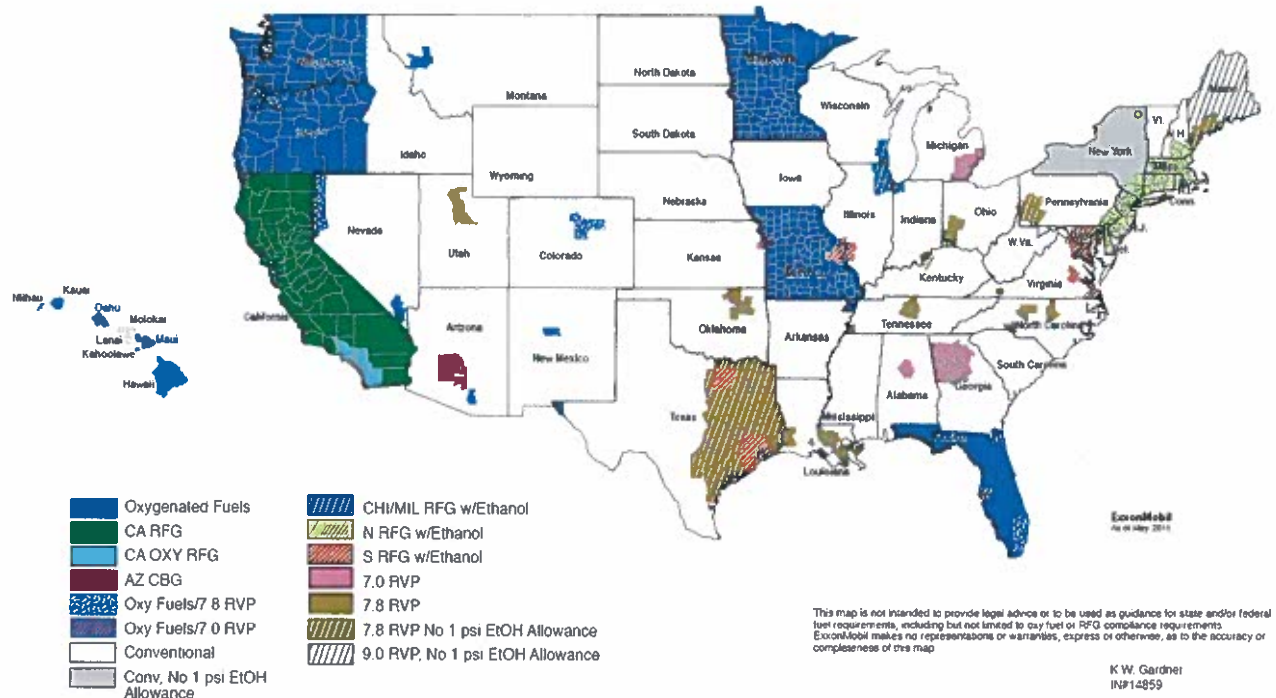 North Dakota
Montana
Wisconsin
South Dakota
Michigan
Vt.
H
New York
Idaho
Wyoming
Iowa
Nebraska
Pennsylvania
Conn.
Illinois
Indiana
Ohio
Nevada
Utah
Colorado
Kansas
W.Va.
Virginia
Kentucky
Niihau
Kauai
Oahu
Molokai
Lanai
Maui
Kahoolawe
Hawaii
California
Arizona
New Mexico
Oklahoma
Arkansas
Tennessee
North Carolina
South Carolina
Texas
Mississippi
Alabama
Georgia
Louisiana
Oxygenated Fuels
CA RFG
CA OXY RFG
AZ CBG
Oxy Fuels/7 8 RVP
Oxy Fuels/7 0 RVP
Conventional
Conv, No 1 psi EtOH
Allowance
CHI/MIL RFG w/Ethanol
N RFG w/Ethanol
S RFG w/Ethanol
7.0 RVP
7.8 RVP
7.8 RVP No 1 psi EtOH Allowance
9.0 RVP, No 1 psi EtOH Allowance
ExxonMobil
As of May 2011
This map is not intended to provide legal advice or to be used as guidance for state and/or federal
fuel requirements, including but not limited to oxy fuel or RFG compliance requirements
ExxonMobil makes no representations or warranties, express or otherwise, as to the accuracy or
completeness of this map
K W. Gardner
IN#14859